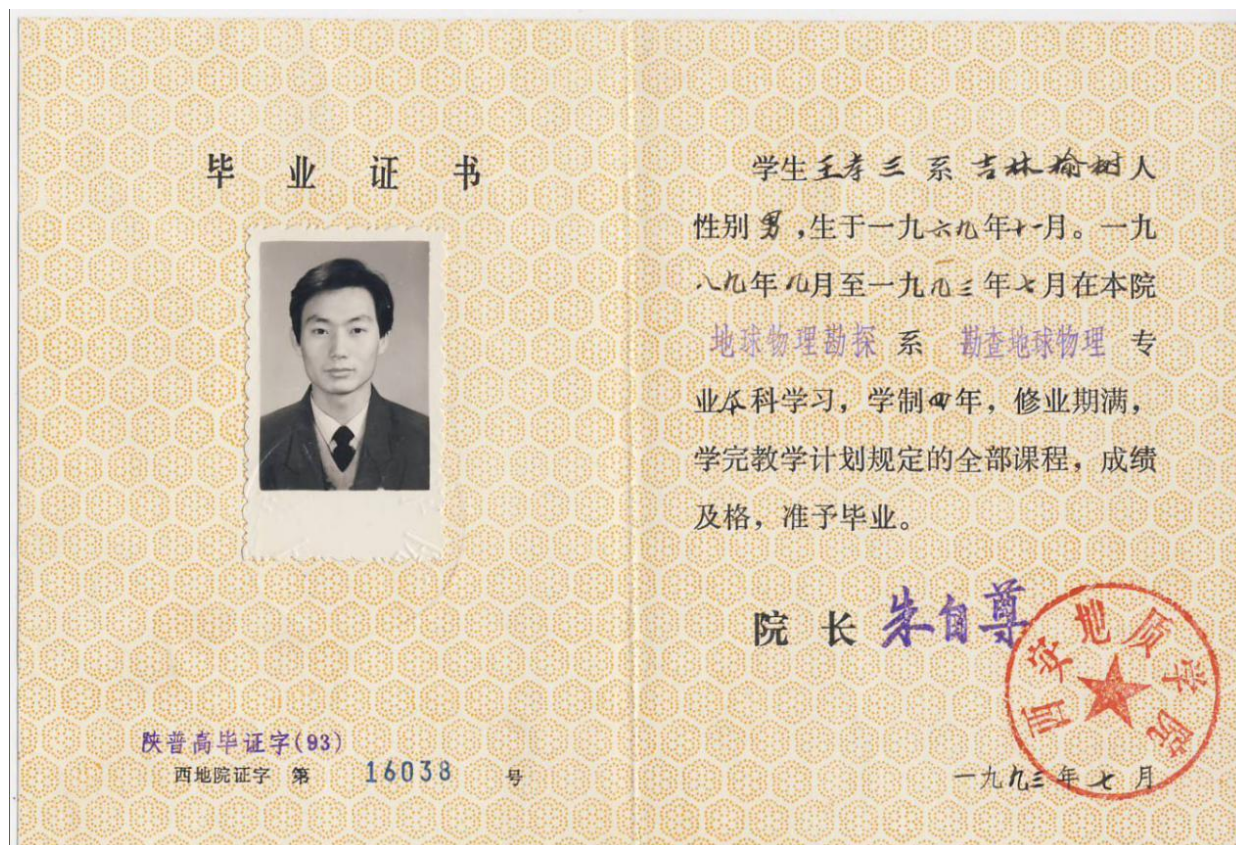 毕业证书
陕普高毕证字(93)
西地院证字 第 16038 号
学生王孝三系吉林榆树人
性别男,生于一九六九年十一月。一九
八九年九月至一九九三年七月在本院
地球物理勘探系 勘查地球物理 专
业本科学习，学制四年，修业期满，
学完教学计划规定的全部课程，成绩
及格，准予毕业。
院长 朱自尊
西安地质学院
一九九三年七月